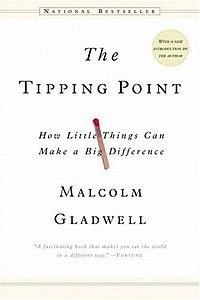 NATIONAL BESTSELLER
The
TIPPING POINT
WITH A NEW
INTRODUCTION BY
THE AUTHOR
How Little Things Can
Make a Big Difference
MALCOLM
GLADWELL
"A fascinating book that makes you see the world
in a different way." —FORTUNE